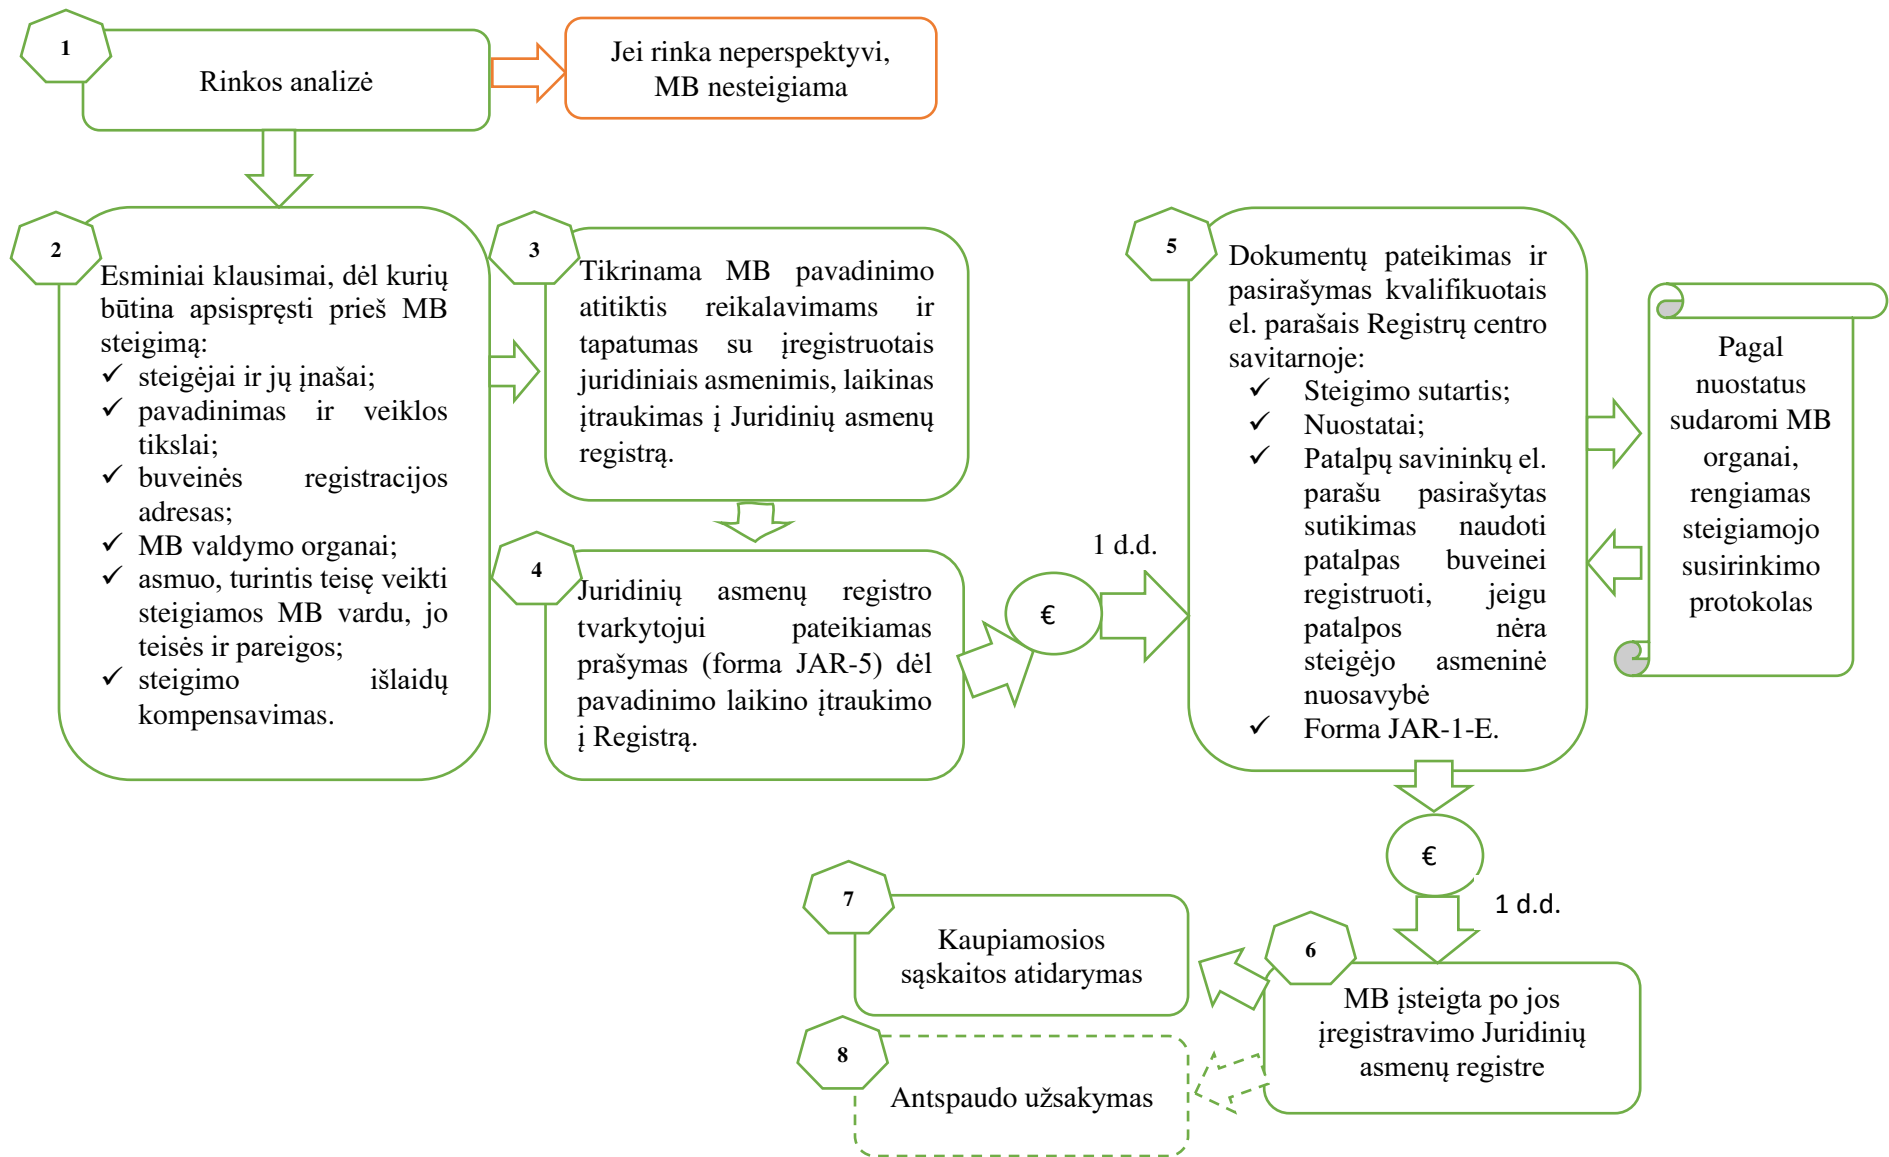 1
Rinkos analizė
Jei rinka neperspektyvi,
MB nesteigiama
2
Esminiai klausimai, dėl kurių
būtina apsispręsti prieš MB
steigimą:
✓ steigėjai ir jų įnašai;
✓ pavadinimas ir veiklos
tikslai;
✓ buveinės registracijos
adresas;
✓ MB valdymo organai;
✓ asmuo, turintis teisę veikti
steigiamos MB vardu, jo
teisės ir pareigos;
✓ steigimo išlaidų
kompensavimas.
3
Tikrinama MB pavadinimo
atitiktis reikalavimams ir
tapatumas su įregistruotais
juridiniais asmenimis, laikinas
įtraukimas į Juridinių asmenų
registrą.
4
Juridinių asmenų registro
tvarkytojui pateikiamas
prašymas (forma JAR-5) dėl
pavadinimo laikino įtraukimo
į Registrą.
€
1 d.d.
5
Dokumentų pateikimas ir
pasirašymas kvalifikuotais
el. parašais Registrų centro
savitarnoje:
✓ Steigimo sutartis;
✓ Nuostatai;
✓ Patalpų savininkų el.
parašu pasirašytas
sutikimas naudoti
patalpas buveinei
registruoti, jeigu
patalpos nėra
steigėjo asmeninė
nuosavybė
✓ Forma JAR-1-E.
Pagal
nuostatus
sudaromi MB
organai,
rengiamas
steigiamojo
susirinkimo
protokolas
€
1 d.d.
6
MB įsteigta po jos
įregistravimo Juridinių
asmenų registre
7
Kaupiamosios
sąskaitos atidarymas
8
Antspaudo užsakymas